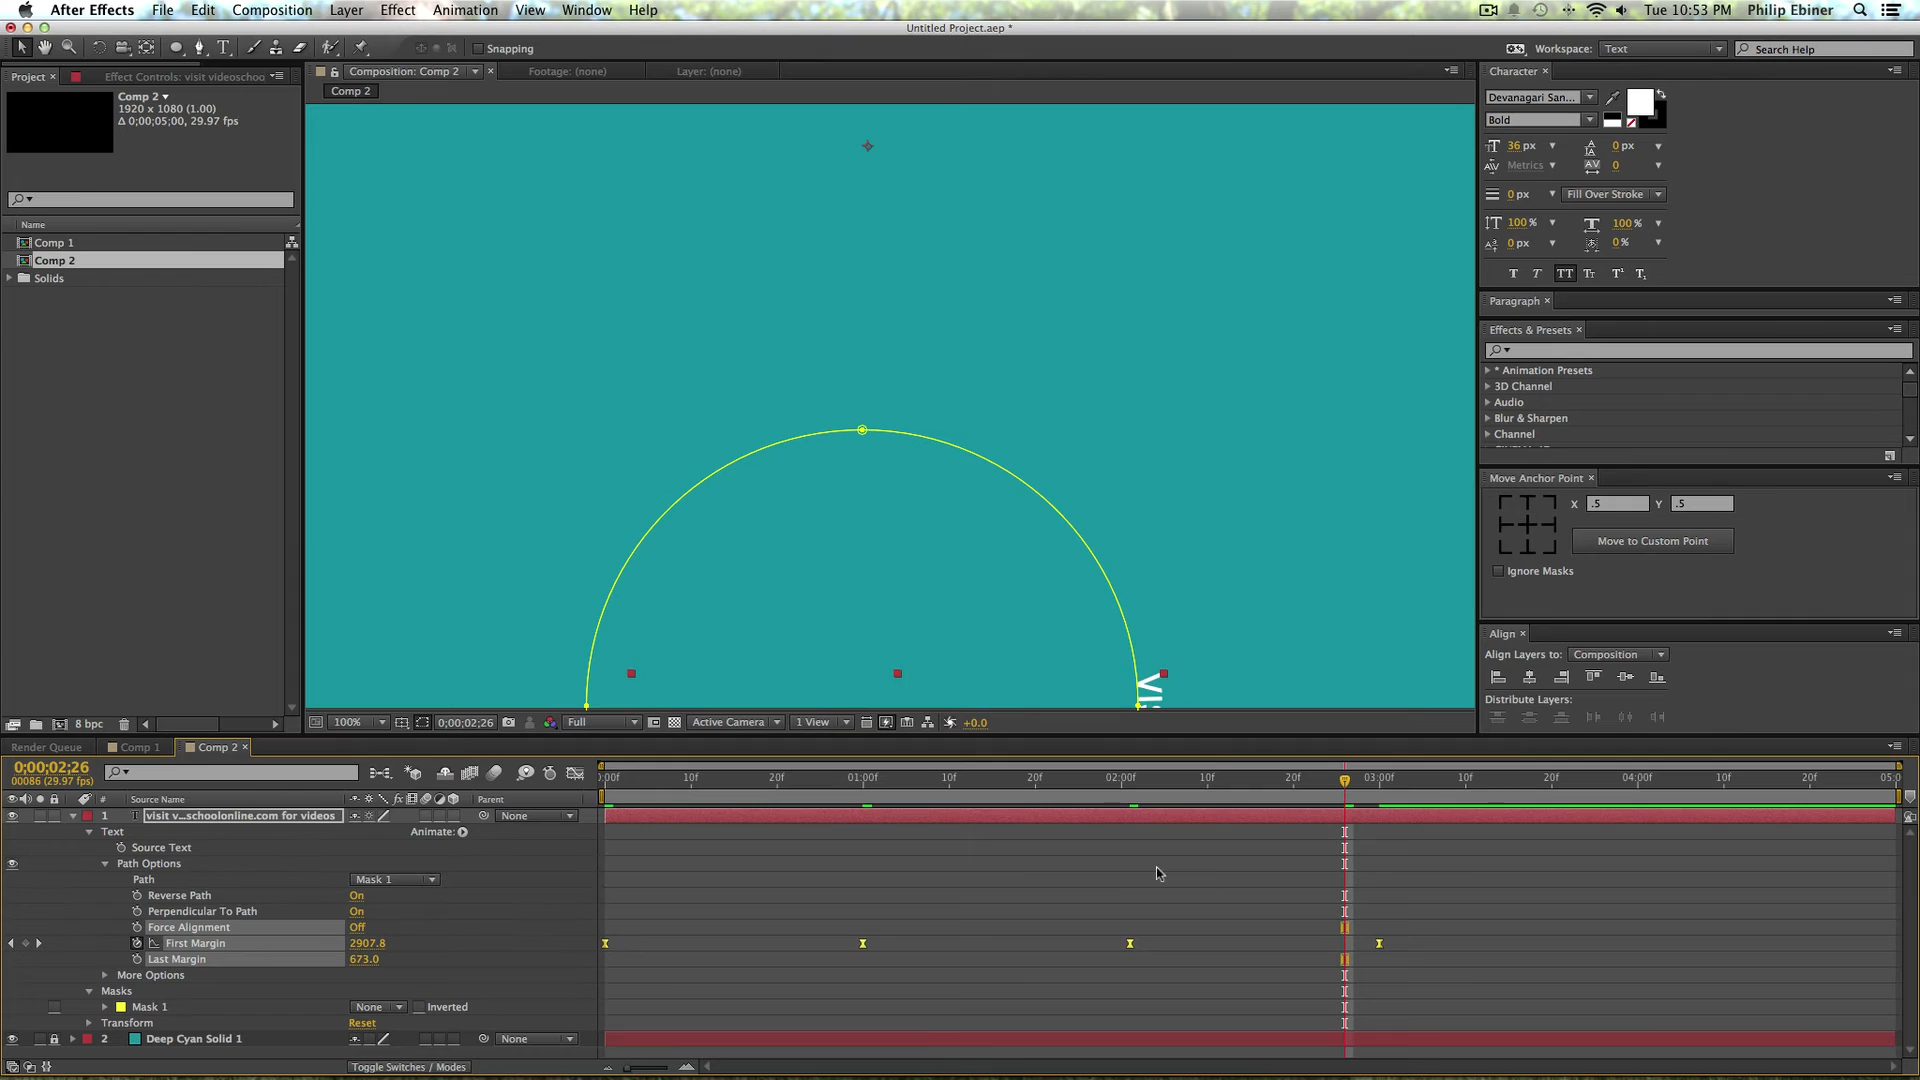 After Effects File Edit Composition Layer Effect Animation View Window Help Tue 10:53 PM Philip Ebiner
Untitled Project.aep *
Snapping Workspace: Text Search Help
Project × Effect Controls: visit videoschoo Composition: Comp 2 × Footage: (none) Layer: (none) Character ×
Comp 2
Comp 2
1920 x 1080 (1.00)
Δ 0;00;05;00, 29.97 fps
Devanagari San...
Bold
36 px 0 px
Metrics 0
0 px Fill Over Stroke
100 % 100 %
0 px 0 %
T T TT Tr T¹ T₁
Name
Comp 1
Comp 2
Solids
Paragraph ×
Effects & Presets ×
* Animation Presets
3D Channel
Audio
Blur & Sharpen
Channel
Move Anchor Point ×
X .5 Y .5
Move to Custom Point
Ignore Masks
Align ×
Align Layers to: Composition
Distribute Layers:
8 bpc 100% 0;00;02;26 Full Active Camera 1 View +0.0
Render Queue Comp 1 Comp 2 ×
0;00;02;26
00086 (29.97 fps)
:00f 10f 20f 01:00f 10f 20f 02:00f 10f 20f 03:00f 10f 20f 04:00f 10f 20f 05:0
# Source Name fx Parent
1 T visit v...schoolonline.com for videos None
Text Animate:
Source Text
Path Options
Path Mask 1
Reverse Path On
Perpendicular To Path On
Force Alignment Off
First Margin 2907.8
Last Margin 673.0
More Options
Masks
Mask 1 None Inverted
Transform Reset
2 Deep Cyan Solid 1 None
Toggle Switches / Modes